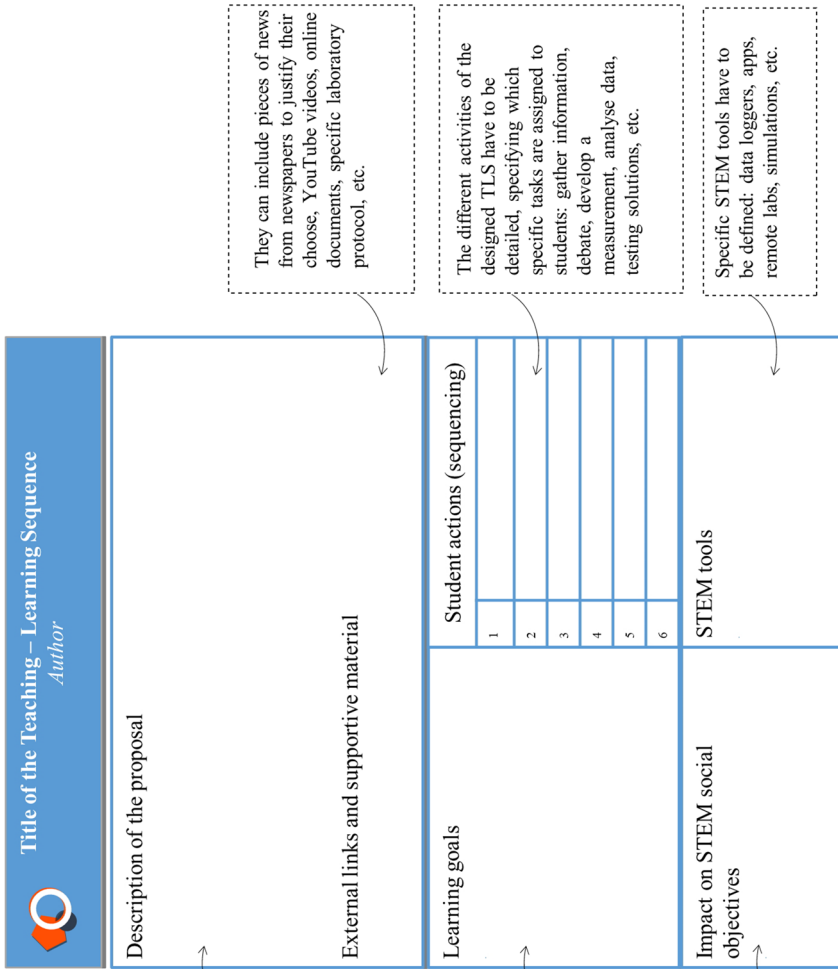 Title of the Teaching – Learning Sequence
Author
Description of the proposal
External links and supportive material
They can include pieces of news
from newspapers to justify their
choose, YouTube videos, online
documents, specific laboratory
protocol, etc.
Learning goals
Student actions (sequencing)
1
2
3
4
5
6
The different activities of the
designed TLS have to be
detailed, specifying which
specific tasks are assigned to
students: gather information,
debate, develop a
measurement, analyse data,
testing solutions, etc.
Impact on STEM social
objectives
STEM tools
Specific STEM tools have to
be defined: data loggers, apps,
remote labs, simulations, etc.